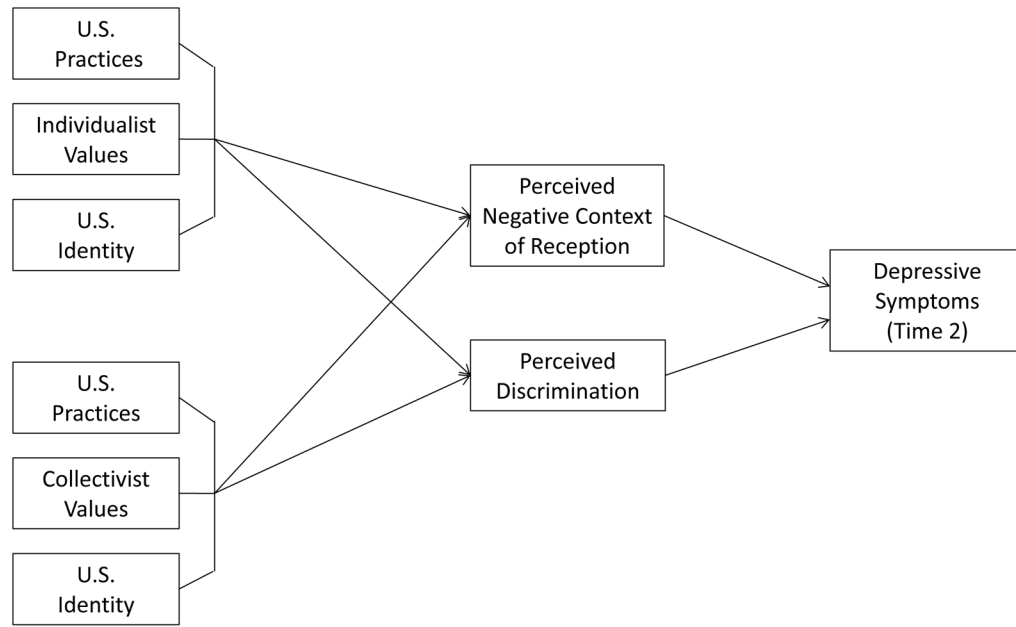 U.S.
Practices
Individualist
Values
U.S.
Identity
U.S.
Practices
Collectivist
Values
U.S.
Identity
Perceived
Negative Context
of Reception
Perceived
Discrimination
Depressive
Symptoms
(Time 2)